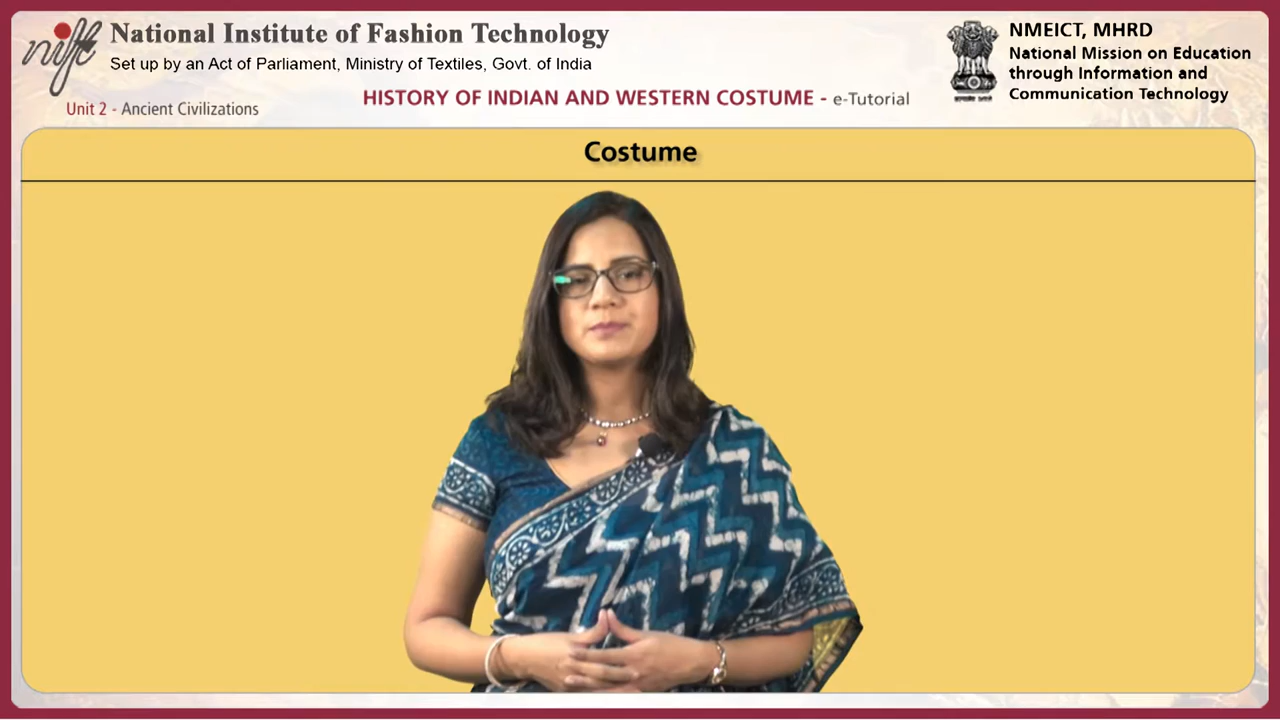 nift
National Institute of Fashion Technology
Set up by an Act of Parliament, Ministry of Textiles, Govt. of India
NMEICT, MHRD
National Mission on Education
through Information and
Communication Technology
Unit 2 - Ancient Civilizations
HISTORY OF INDIAN AND WESTERN COSTUME - e-Tutorial
Costume